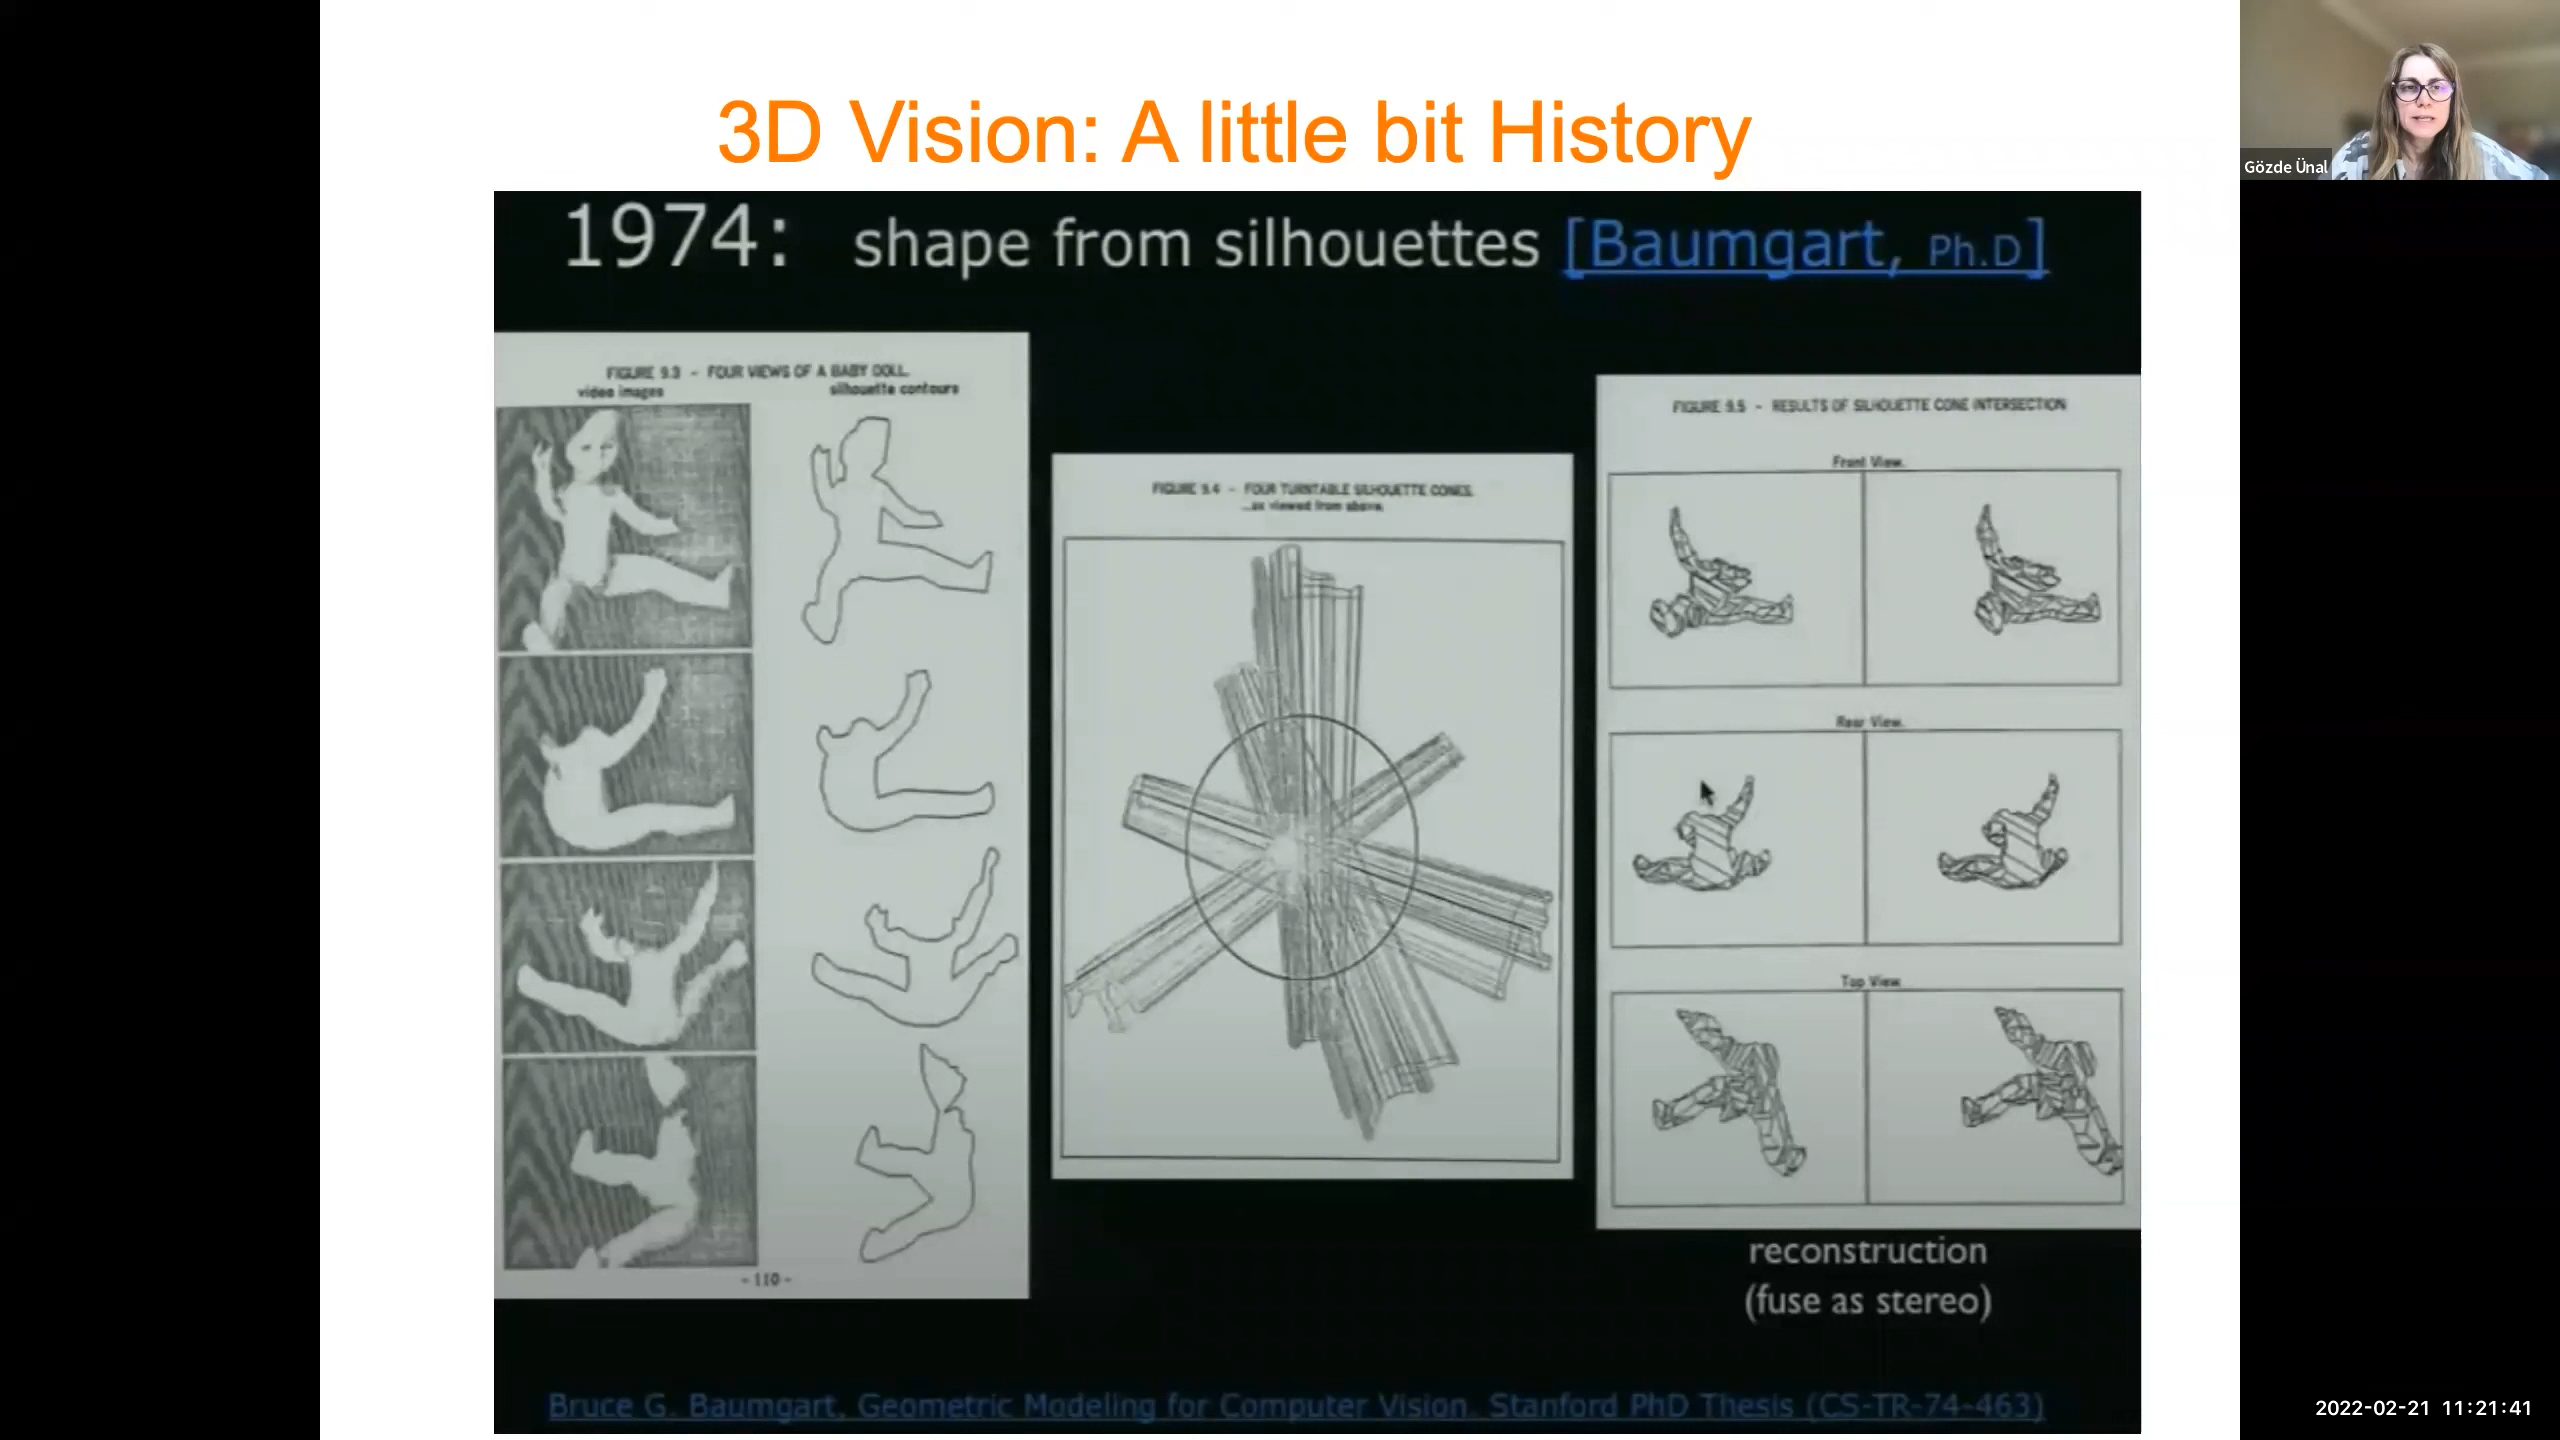 3D Vision: A little bit History
Gözde Ünal
1974: shape from silhouettes [Baumgart, Ph.D]
FIGURE 9.3 - FOUR VIEWS OF A BABY DOLL.
video images silhouette contours
- 110 -
FIGURE 9.4 - FOUR TURNTABLE SILHOUETTE CONES.
...as viewed from above.
FIGURE 9.5 - RESULTS OF SILHOUETTE CONE INTERSECTION
Front View.
Rear View.
Top View
reconstruction
(fuse as stereo)
Bruce G. Baumgart, Geometric Modeling for Computer Vision, Stanford PhD Thesis (CS-TR-74-463)
2022-02-21 11:21:41